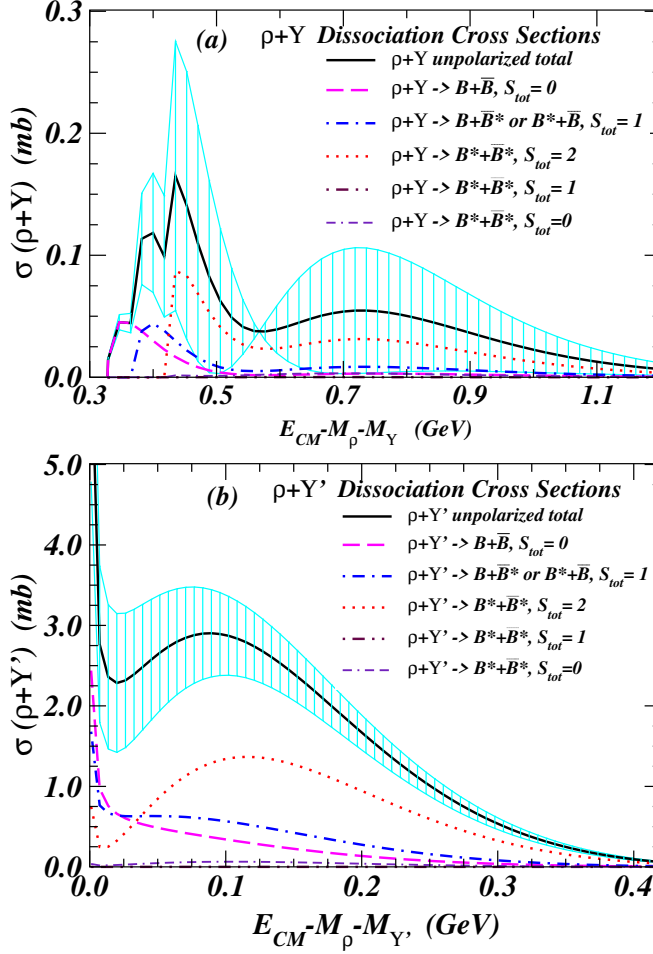 (a) ρ+Υ Dissociation Cross Sections
ρ+Υ unpolarized total
ρ+Υ -> B+B̅, S_tot= 0
ρ+Υ -> B+B̅* or B*+B̅, S_tot= 1
ρ+Υ -> B*+B̅*, S_tot= 2
ρ+Υ -> B*+B̅*, S_tot= 1
ρ+Υ -> B*+B̅*, S_tot=0
σ (ρ+Υ) (mb)
0.3
0.2
0.1
0.0
0.3 0.5 0.7 0.9 1.1
E_CM-M_ρ-M_Υ (GeV)
(b) ρ+Υ' Dissociation Cross Sections
ρ+Υ' unpolarized total
ρ+Υ' -> B+B̅, S_tot= 0
ρ+Υ' -> B+B̅* or B*+B̅, S_tot= 1
ρ+Υ' -> B*+B̅*, S_tot= 2
ρ+Υ' -> B*+B̅*, S_tot= 1
ρ+Υ' -> B*+B̅*, S_tot=0
σ (ρ+Υ') (mb)
5.0
4.0
3.0
2.0
1.0
0.0
0.0 0.1 0.2 0.3 0.4
E_CM-M_ρ-M_Υ' (GeV)